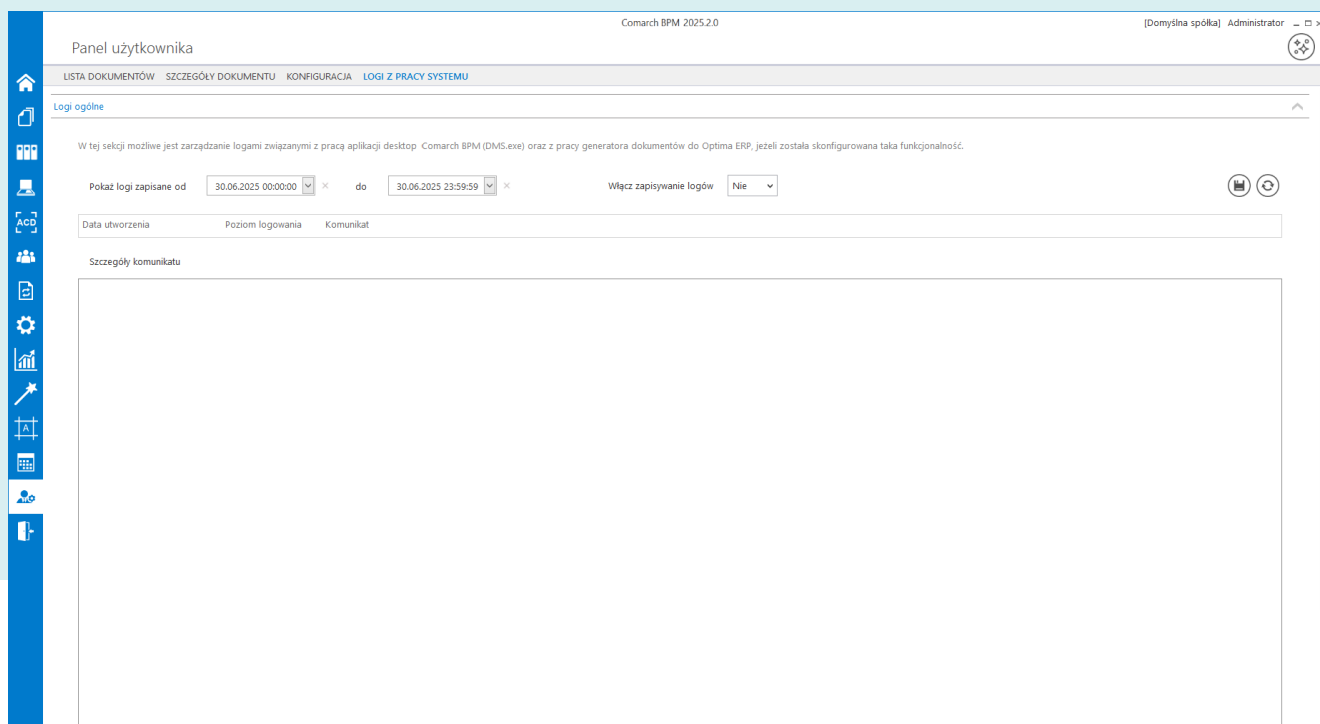 Comarch BPM 2025.2.0
[Domyślna spółka] Administrator
Panel użytkownika
LISTA DOKUMENTÓW SZCZEGÓŁY DOKUMENTU KONFIGURACJA LOGI Z PRACY SYSTEMU
Logi ogólne
W tej sekcji możliwe jest zarządzanie logami związanymi z pracą aplikacji desktop Comarch BPM (DMS.exe) oraz z pracy generatora dokumentów do Optima ERP, jeżeli została skonfigurowana taka funkcjonalność.
Pokaż logi zapisane od 30.06.2025 00:00:00 do 30.06.2025 23:59:59 Włącz zapisywanie logów Nie
Data utworzenia Poziom logowania Komunikat
Szczegóły komunikatu
ACD
A